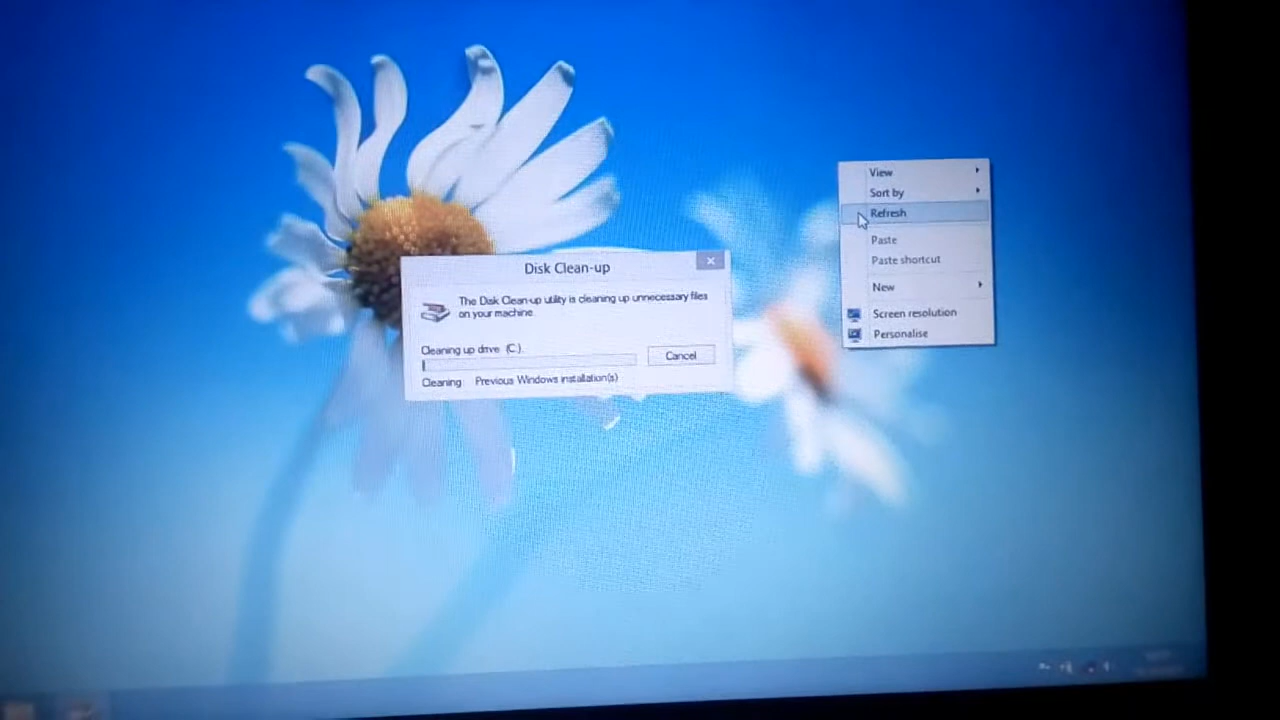 View
Sort by
Refresh
Paste
Paste shortcut
New
Screen resolution
Personalise
Disk Clean-up
The Disk Clean-up utility is cleaning up unnecessary files
on your machine.
Cleaning up drive (C:).
Cancel
Cleaning: Previous Windows installation(s)